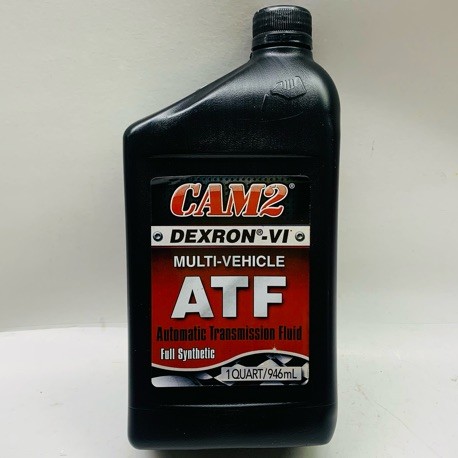 CAM2®
DEXRON®-VI
MULTI-VEHICLE
ATF
Automatic Transmission Fluid
Full Synthetic
1 QUART/946mL